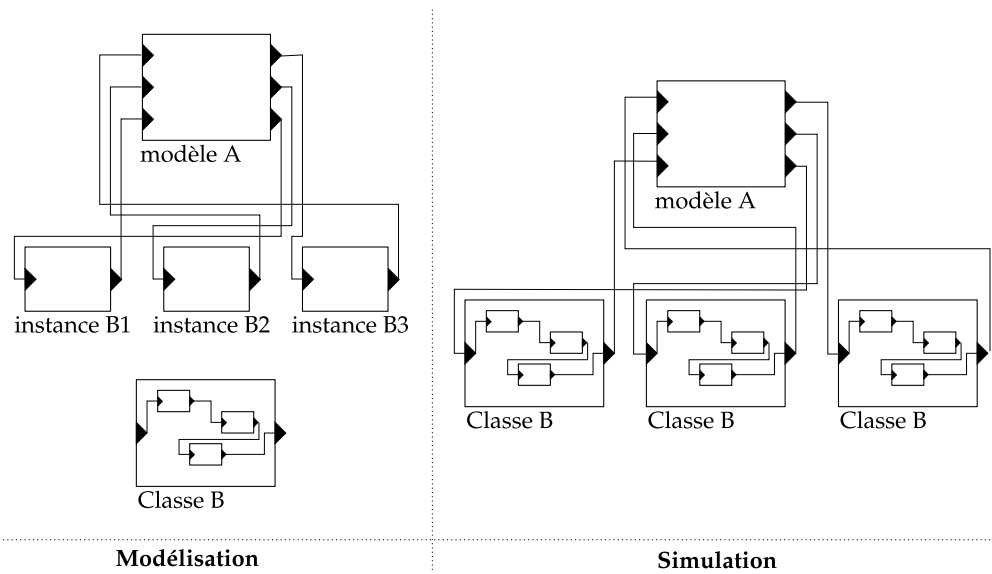 modèle A
instance B1
instance B2
instance B3
Classe B
Modélisation
modèle A
Classe B
Classe B
Classe B
Simulation